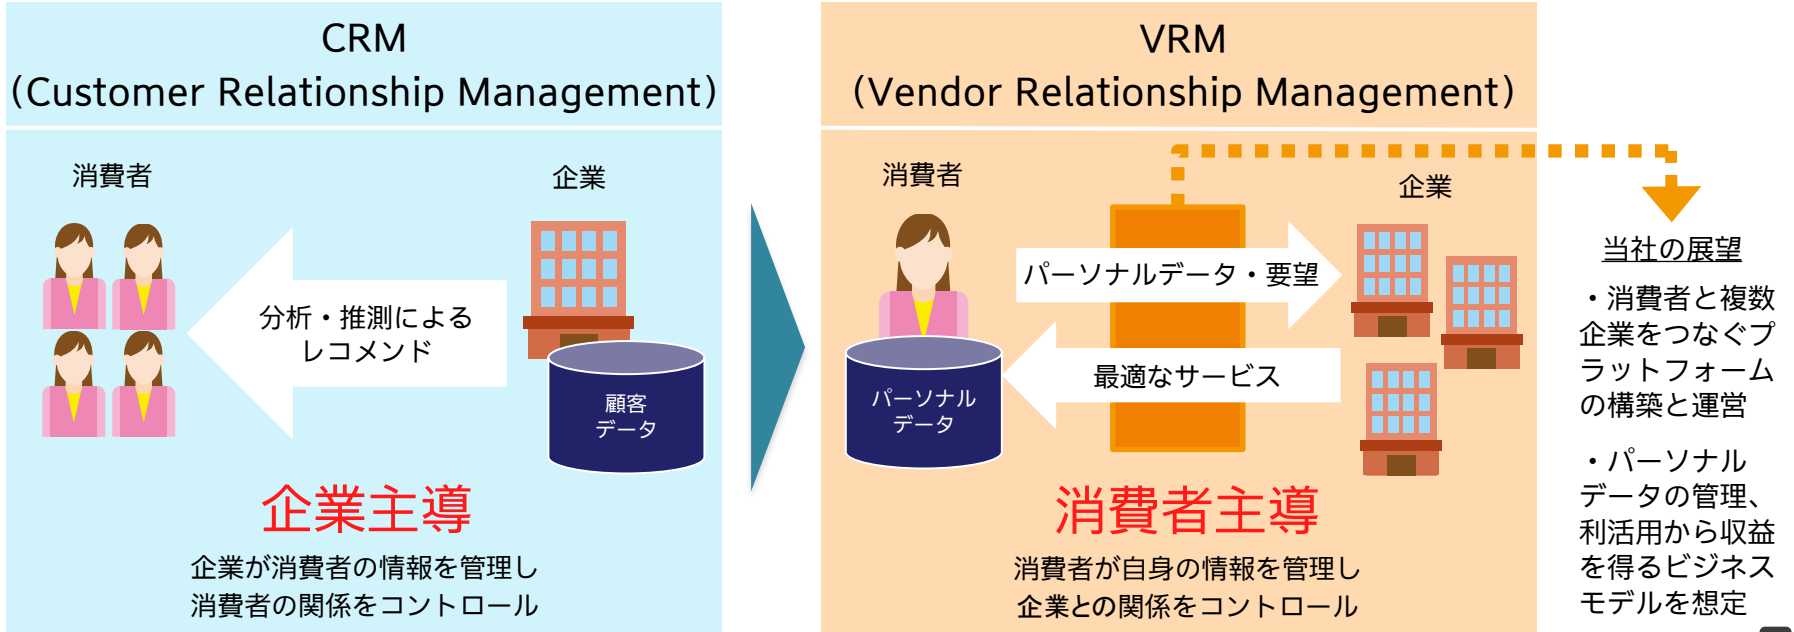 CRM
(Customer Relationship Management)
消費者
企業
分析・推測による
レコメンド
顧客
データ
企業主導
企業が消費者の情報を管理し
消費者の関係をコントロール
VRM
(Vendor Relationship Management)
消費者
企業
パーソナルデータ・要望
最適なサービス
パーソナル
データ
消費者主導
消費者が自身の情報を管理し
企業との関係をコントロール
当社の展望
・消費者と複数
企業をつなぐプ
ラットフォーム
の構築と運営
・パーソナル
データの管理、
利活用から収益
を得るビジネス
モデルを想定